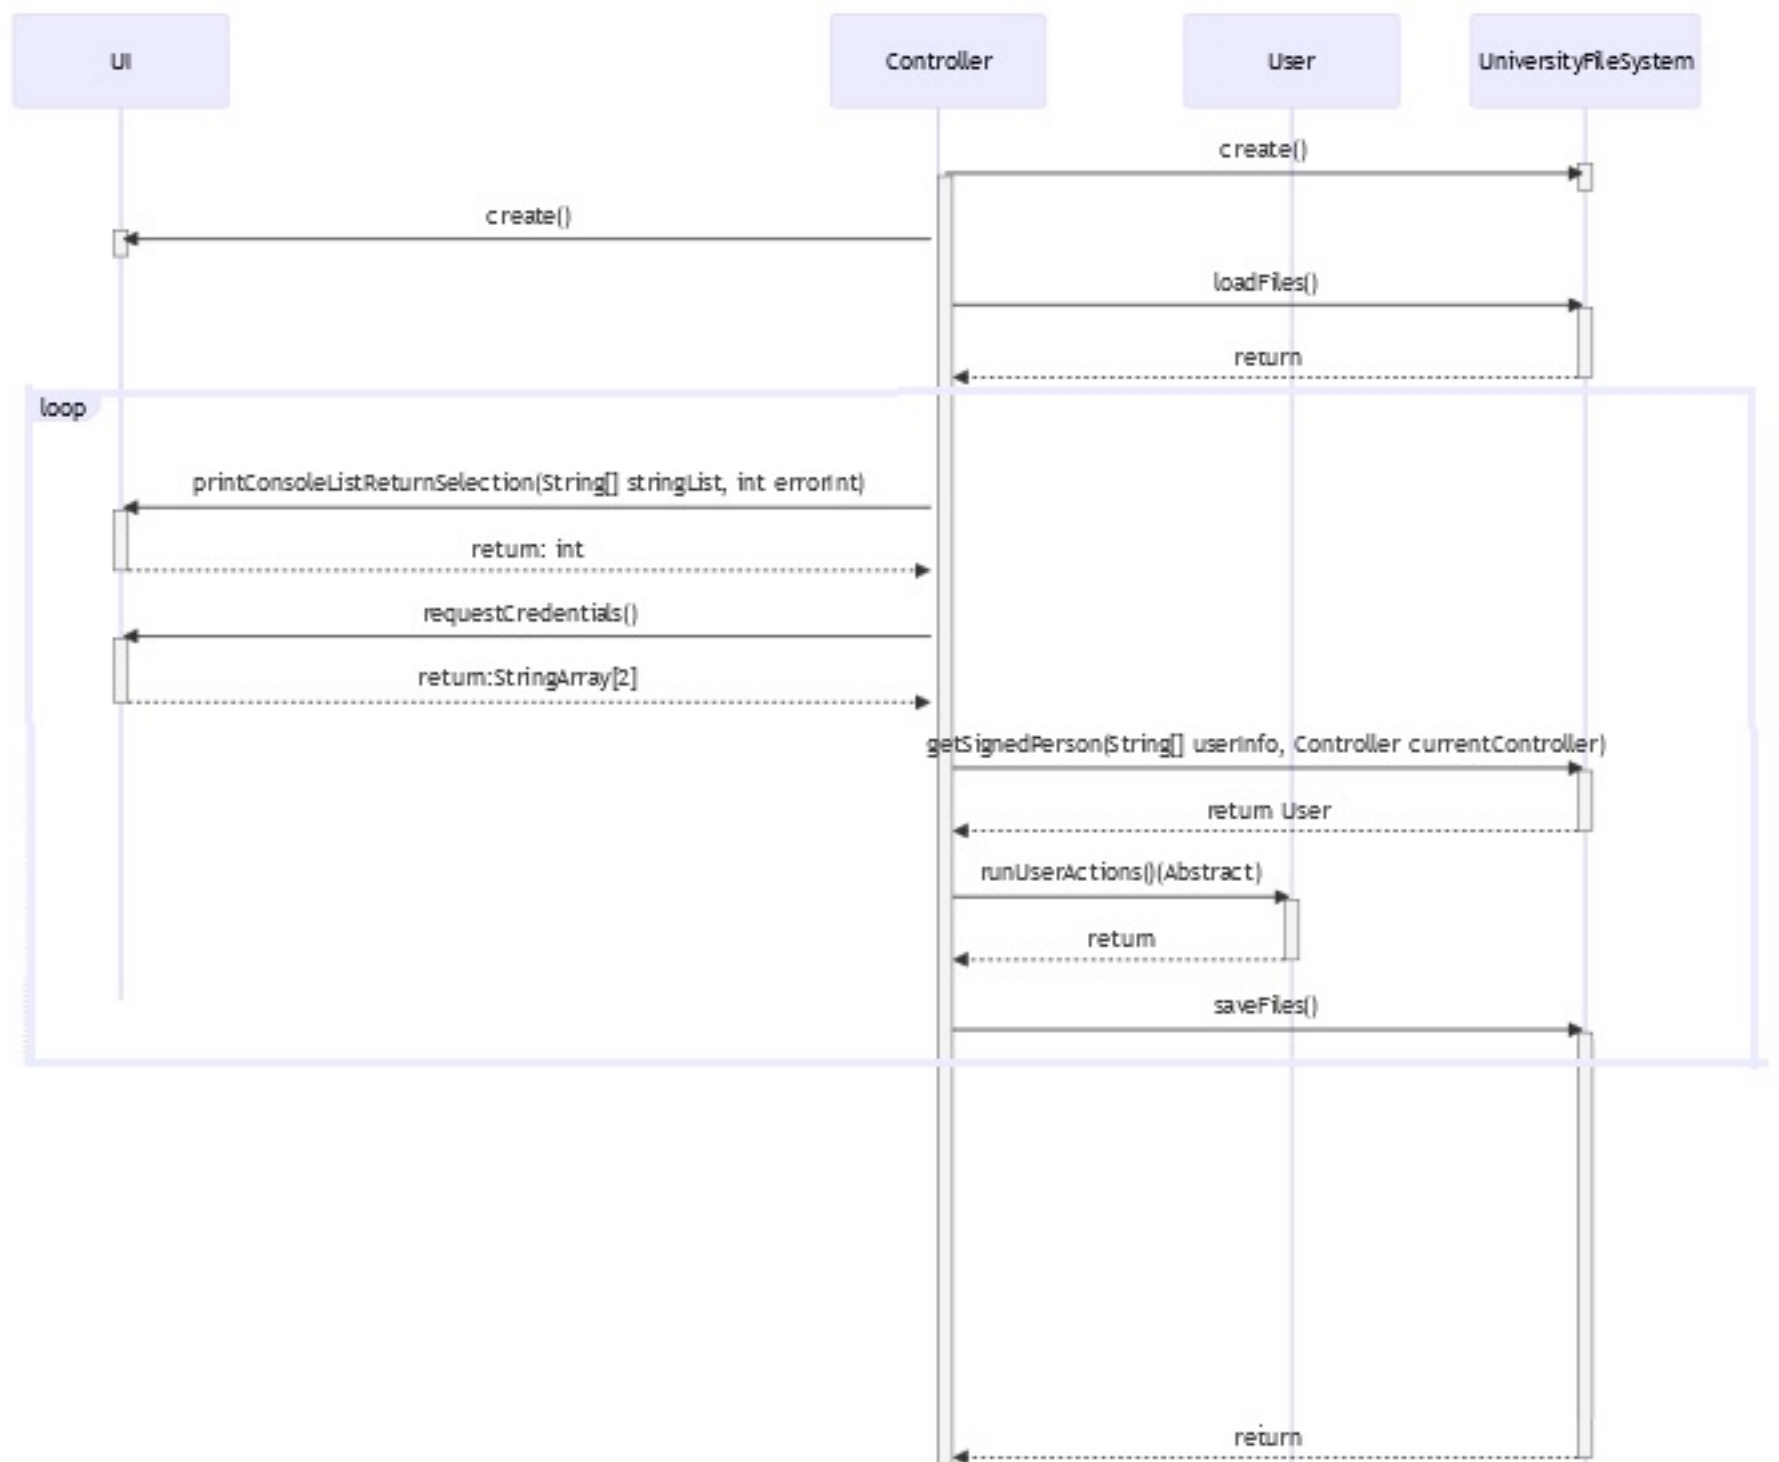 UI
Controller
User
UniversityFileSystem
create()
create()
loadFiles()
return
loop
printConsoleListReturnSelection(String[] stringList, int errorInt)
return: int
requestCredentials()
return:StringArray[2]
getSignedPerson(String[] userInfo, Controller currentController)
return User
runUserActions()(Abstract)
return
saveFiles()
return